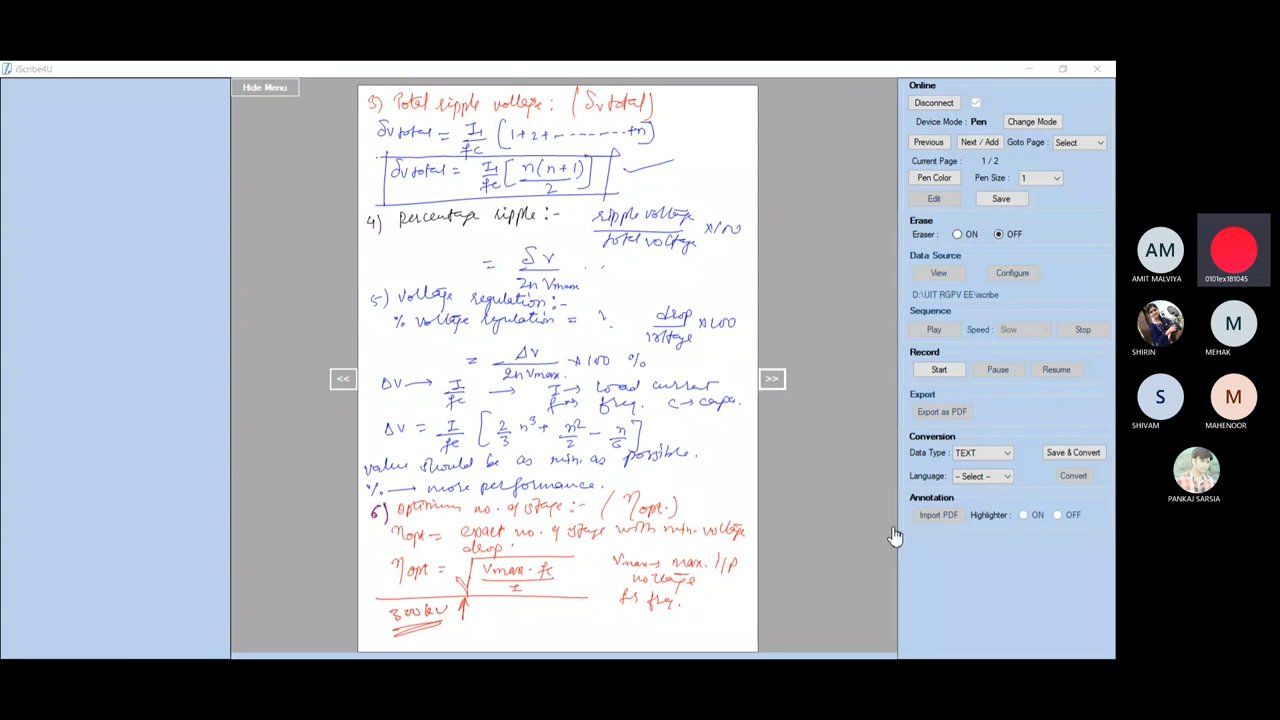 iScribe4U
Hide Menu
3) Total ripple voltage : (δv total)
δv total = I1/fc (1+2+-------+n)
δv total = I1/fc [n(n+1)/2]
4) Percentage ripple :- ripple voltage/total voltage ×100
= δv/2n Vmax
5) Voltage regulation :-
% voltage regulation = drop/voltage ×100
= Δv/2n Vmax. ×100 %
Δv → I/fc → I → load current
f → freq. c → capa.
Δv = I/fc [2/3 n³ + n²/2 - n/6]
value should be as min. as possible.
% → more performance.
6) Optimum no. of stage :- (ηopt.)
ηopt = exact no. of stage with min. voltage
drop.
ηopt = √(Vmax · fc/I)
Vmax → max. i/p
voltage
f → freq.
300kv
<<
>>
Online
Disconnect
Device Mode : Pen
Change Mode
Previous
Next / Add
Goto Page :
Select
Current Page : 1 / 2
Pen Color
Pen Size :
1
Edit
Save
Erase
Eraser : ON OFF
Data Source
View
Configure
D:\UIT RGPV EE\iscribe
Sequence
Play
Speed :
Slow
Stop
Record
Start
Pause
Resume
Export
Export as PDF
Conversion
Data Type :
TEXT
Save & Convert
Language :
-- Select --
Convert
Annotation
Import PDF
Highlighter : ON OFF
AM
AMIT MALVIYA
0101ex181045
SHIRIN
M
MEHAK
S
SHIVAM
M
MAHENOOR
PANKAJ SARSIA